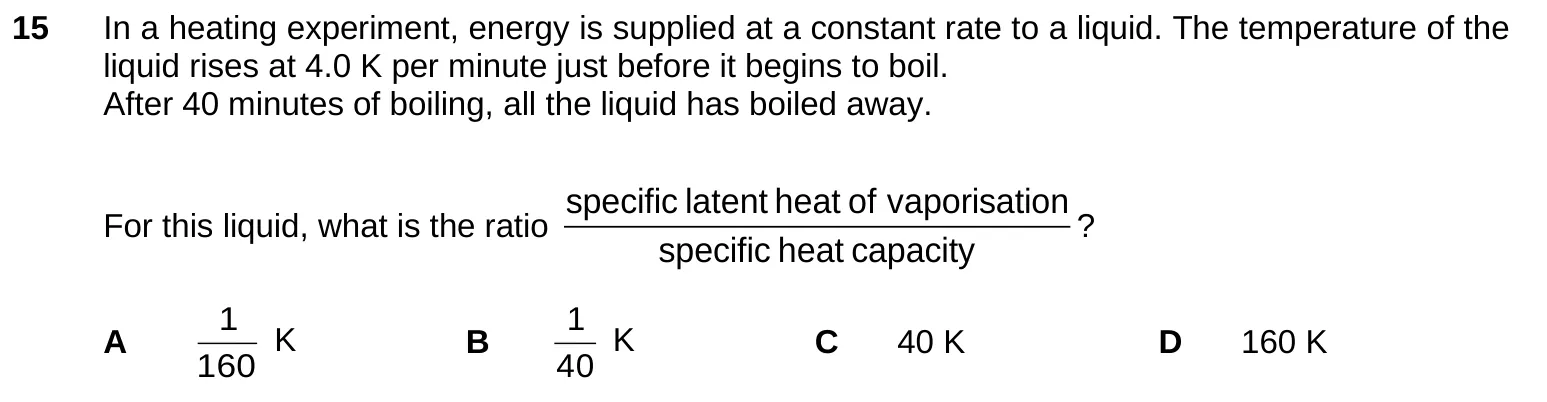 15 In a heating experiment, energy is supplied at a constant rate to a liquid. The temperature of the
liquid rises at 4.0 K per minute just before it begins to boil.
After 40 minutes of boiling, all the liquid has boiled away.
For this liquid, what is the ratio specific latent heat of vaporisation / specific heat capacity ?
A 1/160 K B 1/40 K C 40 K D 160 K